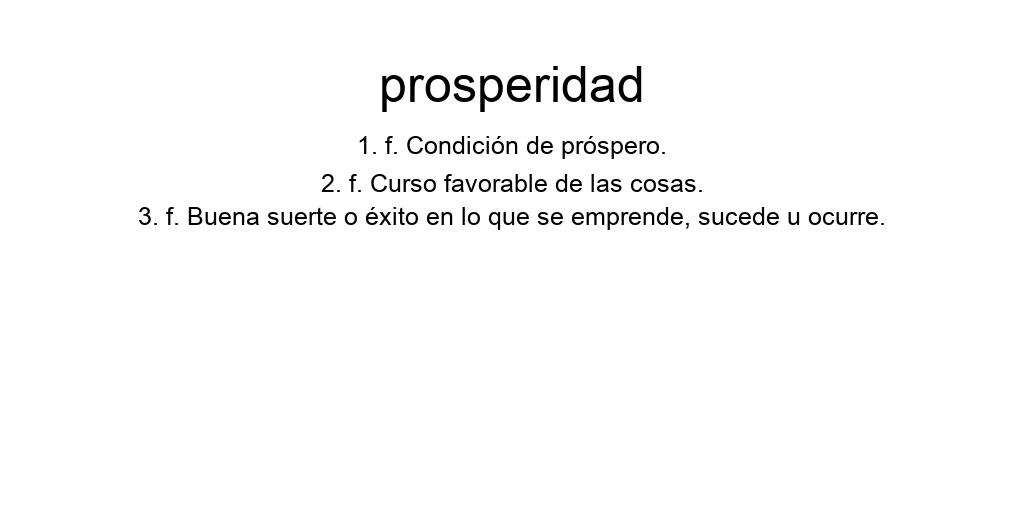 prosperidad
1. f. Condición de próspero.
2. f. Curso favorable de las cosas.
3. f. Buena suerte o éxito en lo que se emprende, sucede u ocurre.